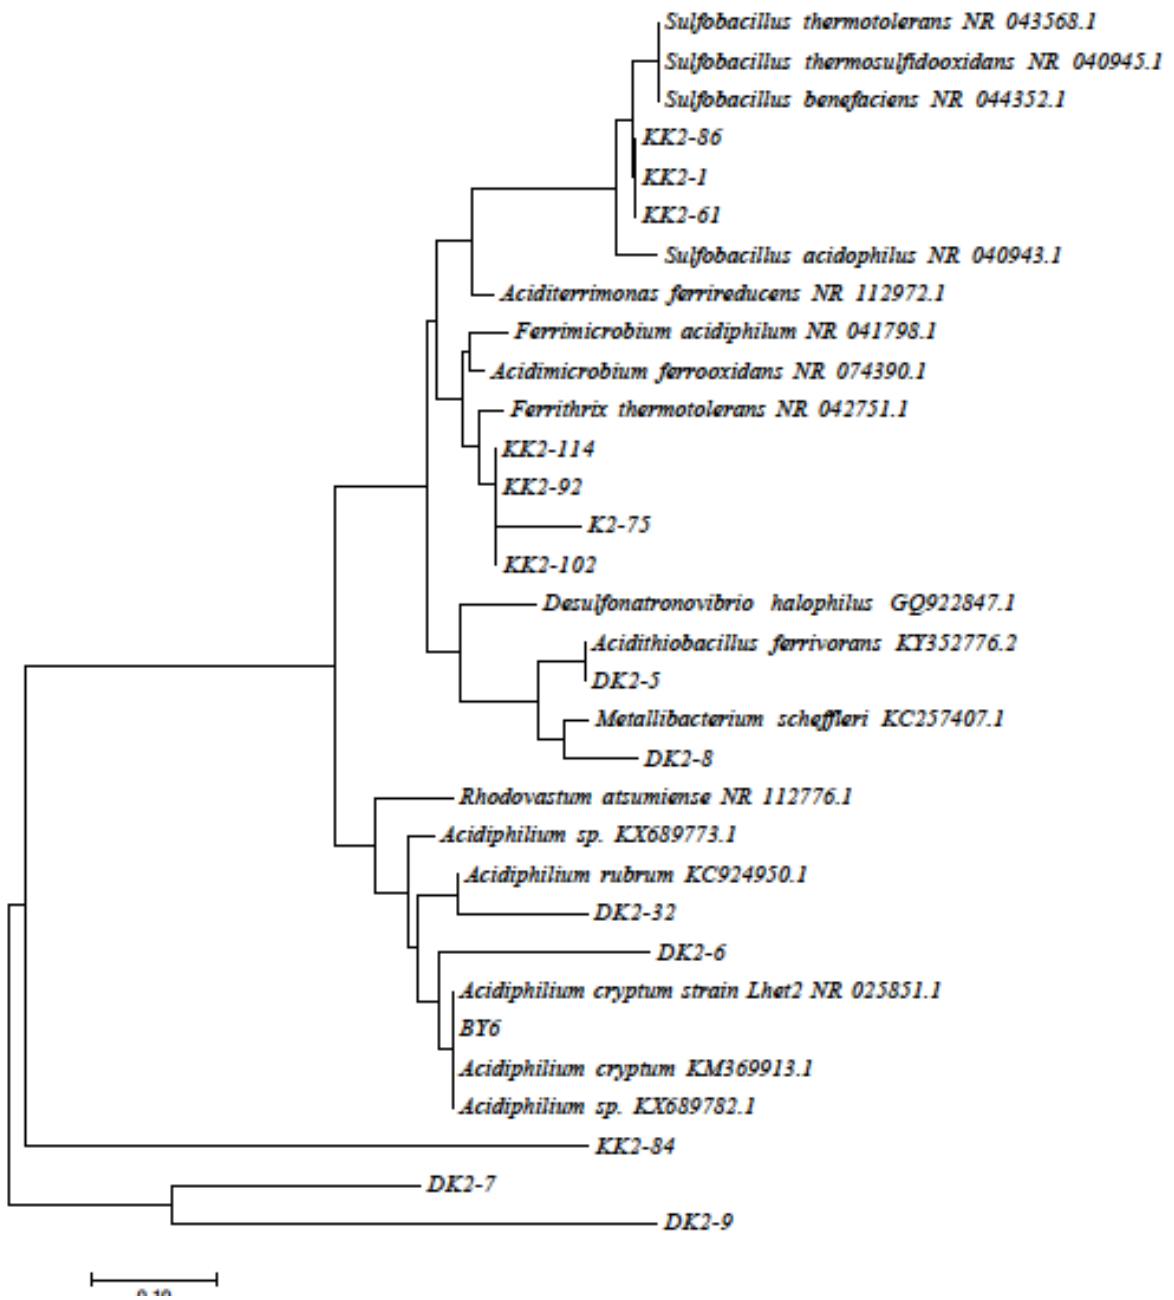 Sulfobacillus thermotolerans NR 043568.1
Sulfobacillus thermosulfidooxidans NR 040945.1
Sulfobacillus benefaciens NR 044352.1
KK2-86
KK2-1
KK2-61
Sulfobacillus acidophilus NR 040943.1
Aciditerrimonas ferrireducens NR 112972.1
Ferrimicrobium acidiphilum NR 041798.1
Acidimicrobium ferrooxidans NR 074390.1
Ferrithrix thermotolerans NR 042751.1
KK2-114
KK2-92
K2-75
KK2-102
Desulfonatronovibrio halophilus GQ922847.1
Acidithiobacillus ferrivorans KY352776.2
DK2-5
Metallibacterium scheffleri KC257407.1
DK2-8
Rhodovastum atsumiense NR 112776.1
Acidiphilium sp. KX689773.1
Acidiphilium rubrum KC924950.1
DK2-32
DK2-6
Acidiphilium cryptum strain Lhet2 NR 025851.1
BY6
Acidiphilium cryptum KM369913.1
Acidiphilium sp. KX689782.1
KK2-84
DK2-7
DK2-9